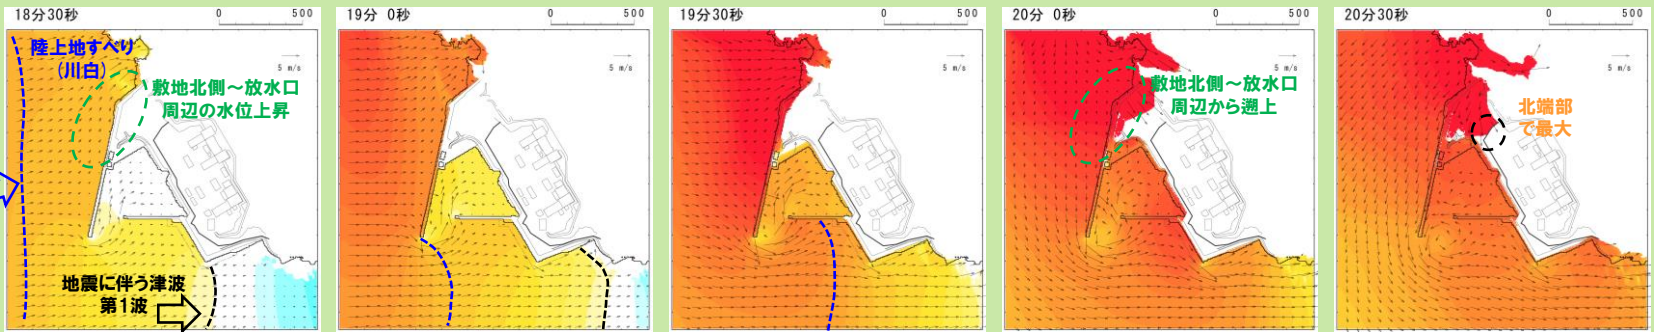 18分30秒
0 500
陸上地すべり
(川白)
5 m/s
敷地北側～放水口
周辺の水位上昇
地震に伴う津波
第1波
19分 0秒
0 500
5 m/s
19分30秒
0 500
5 m/s
20分 0秒
0 500
5 m/s
敷地北側～放水口
周辺から遡上
20分30秒
0 500
5 m/s
北端部
で最大